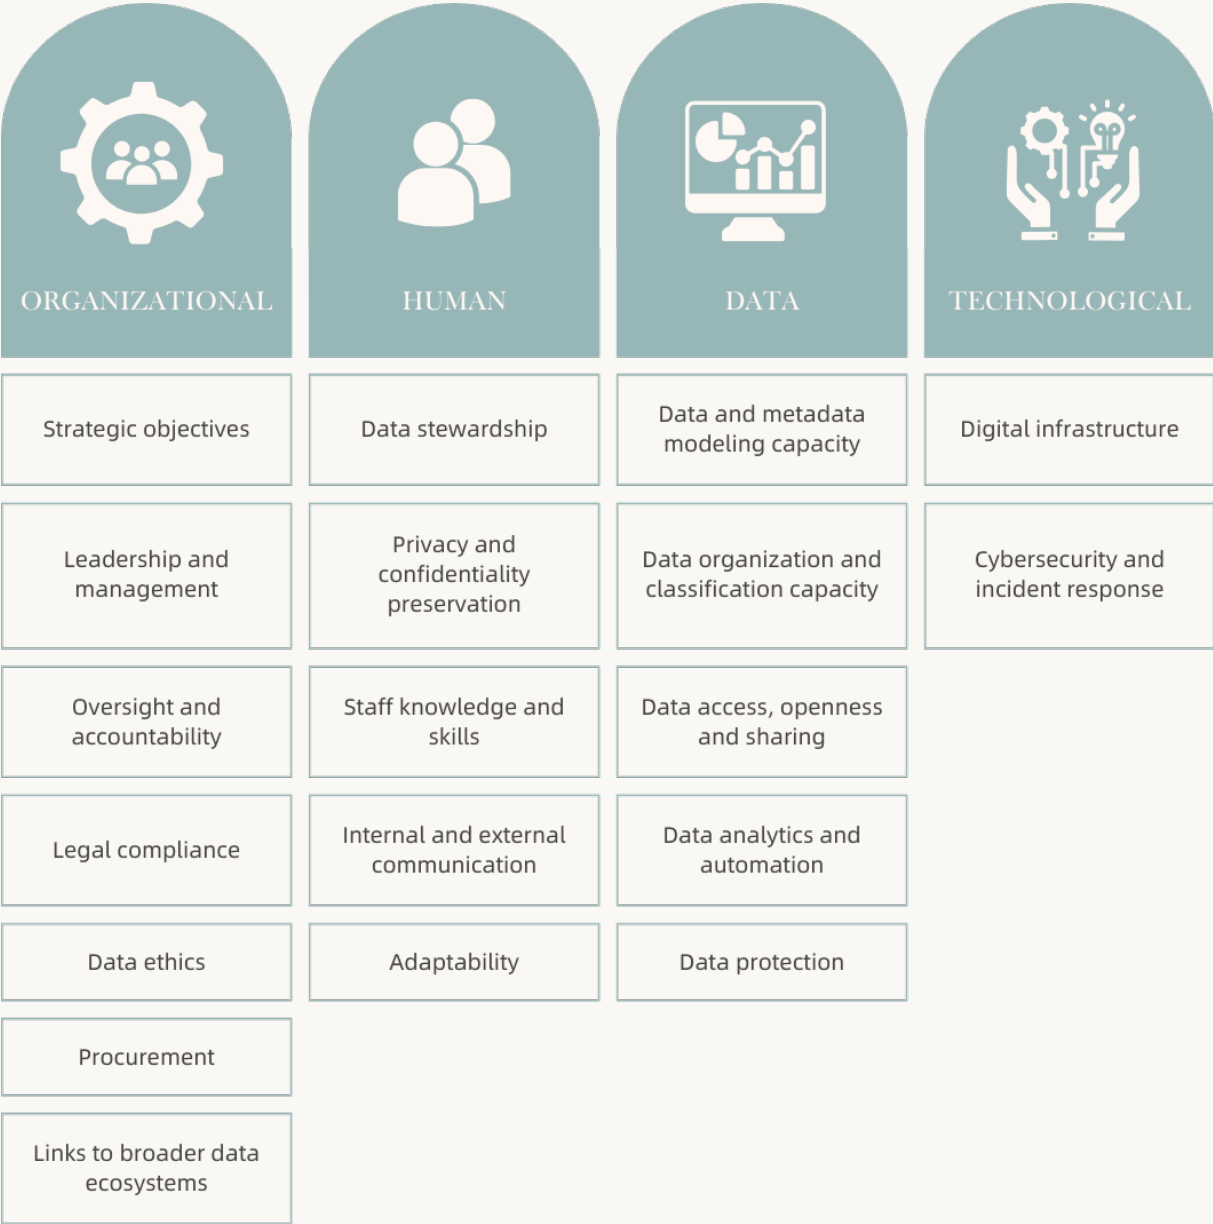 ORGANIZATIONAL
Strategic objectives
Leadership and
management
Oversight and
accountability
Legal compliance
Data ethics
Procurement
Links to broader data
ecosystems
HUMAN
Data stewardship
Privacy and
confidentiality
preservation
Staff knowledge and
skills
Internal and external
communication
Adaptability
DATA
Data and metadata
modeling capacity
Data organization and
classification capacity
Data access, openness
and sharing
Data analytics and
automation
Data protection
TECHNOLOGICAL
Digital infrastructure
Cybersecurity and
incident response